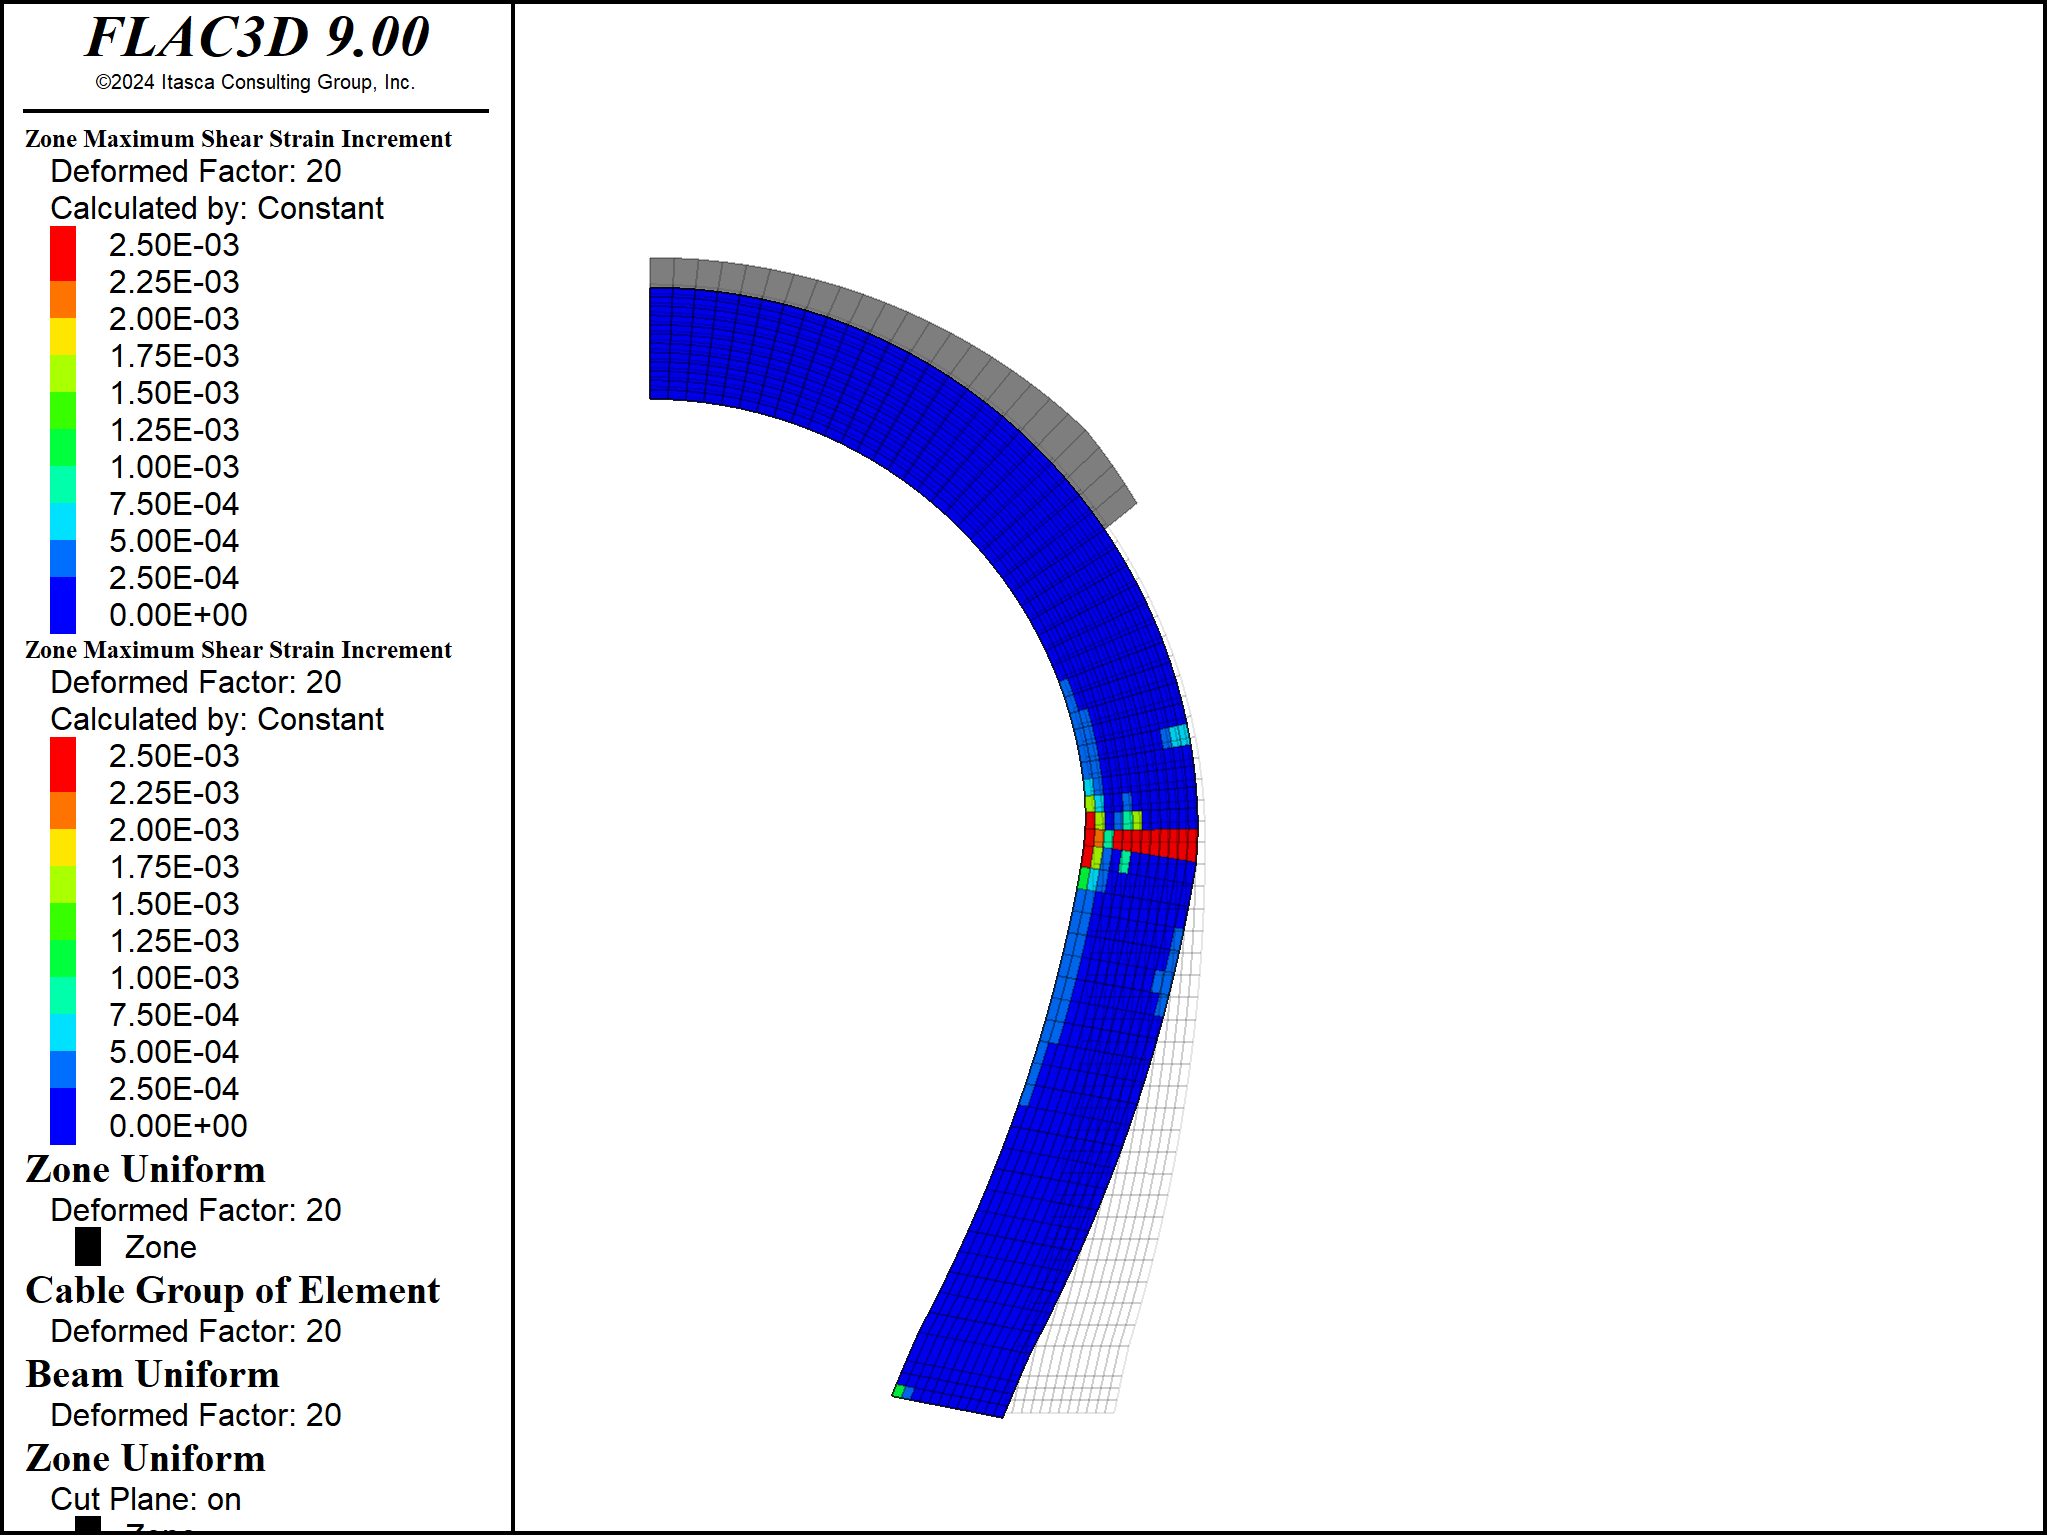 FLAC3D 9.00
©2024 Itasca Consulting Group, Inc.
Zone Maximum Shear Strain Increment
Deformed Factor: 20
Calculated by: Constant
2.50E-03
2.25E-03
2.00E-03
1.75E-03
1.50E-03
1.25E-03
1.00E-03
7.50E-04
5.00E-04
2.50E-04
0.00E+00
Zone Maximum Shear Strain Increment
Deformed Factor: 20
Calculated by: Constant
2.50E-03
2.25E-03
2.00E-03
1.75E-03
1.50E-03
1.25E-03
1.00E-03
7.50E-04
5.00E-04
2.50E-04
0.00E+00
Zone Uniform
Deformed Factor: 20
Zone
Cable Group of Element
Deformed Factor: 20
Beam Uniform
Deformed Factor: 20
Zone Uniform
Cut Plane: on